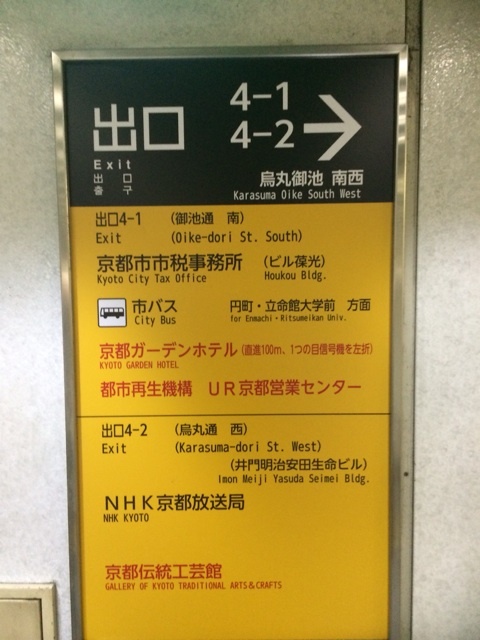 出口 4-1
4-2 →
Exit
出口
출구
烏丸御池 南西
Karasuma Oike South West
出口4-1 (御池通 南)
Exit (Oike-dori St. South)
京都市市税事務所 (ビル葆光)
Kyoto City Tax Office Houkou Bldg.
市バス 円町・立命館大学前 方面
City Bus for Enmachi・Ritsumeikan Univ.
京都ガーデンホテル(直進100m、1つの目信号機を左折)
KYOTO GARDEN HOTEL
都市再生機構 UR京都営業センター
出口4-2 (烏丸通 西)
Exit (Karasuma-dori St. West)
(井門明治安田生命ビル)
Imon Meiji Yasuda Seimei Bldg.
NHK京都放送局
NHK KYOTO
京都伝統工芸館
GALLERY OF KYOTO TRADITIONAL ARTS&CRAFTS